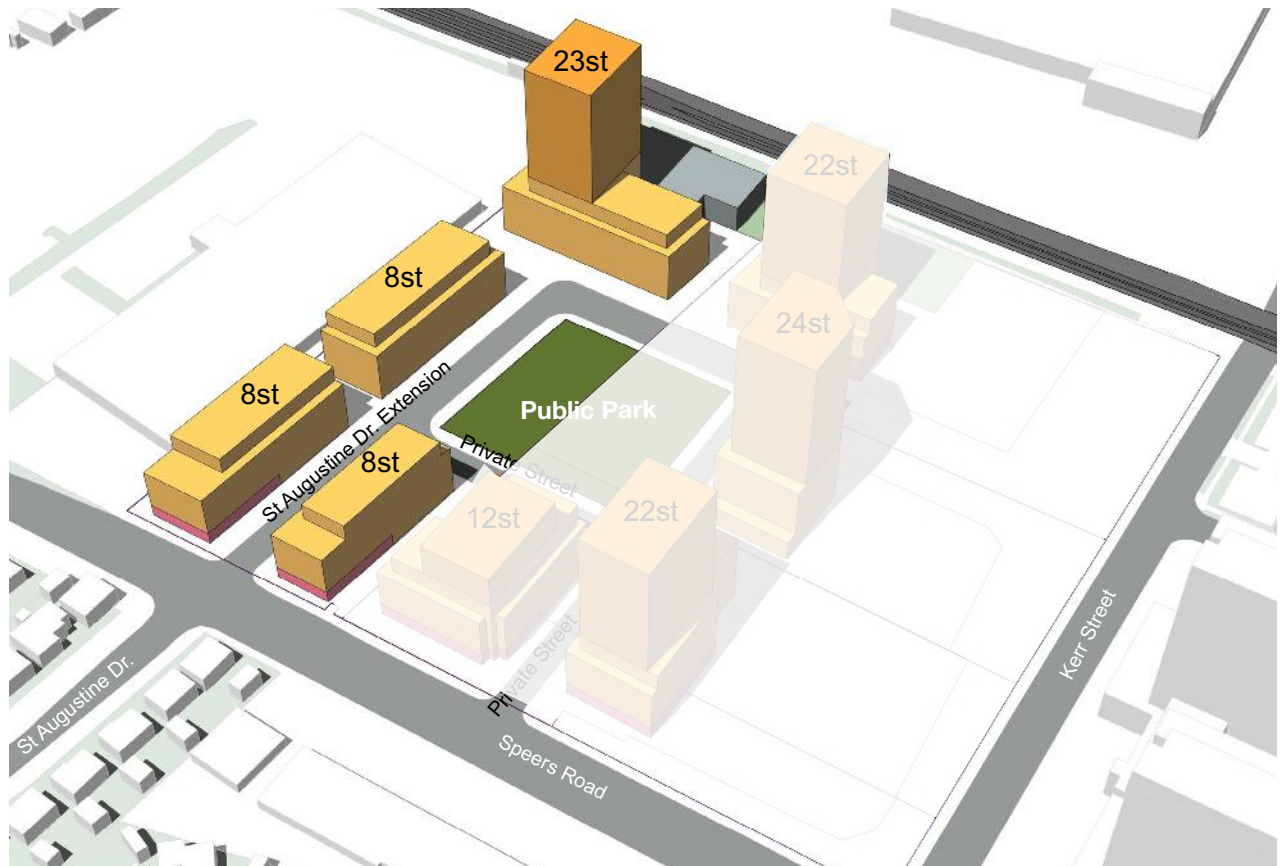 23st
22st
8st
24st
8st
Public Park
St Augustine Dr. Extension
8st
Private Street
12st
22st
Private Street
Kerr Street
St Augustine Dr.
Speers Road